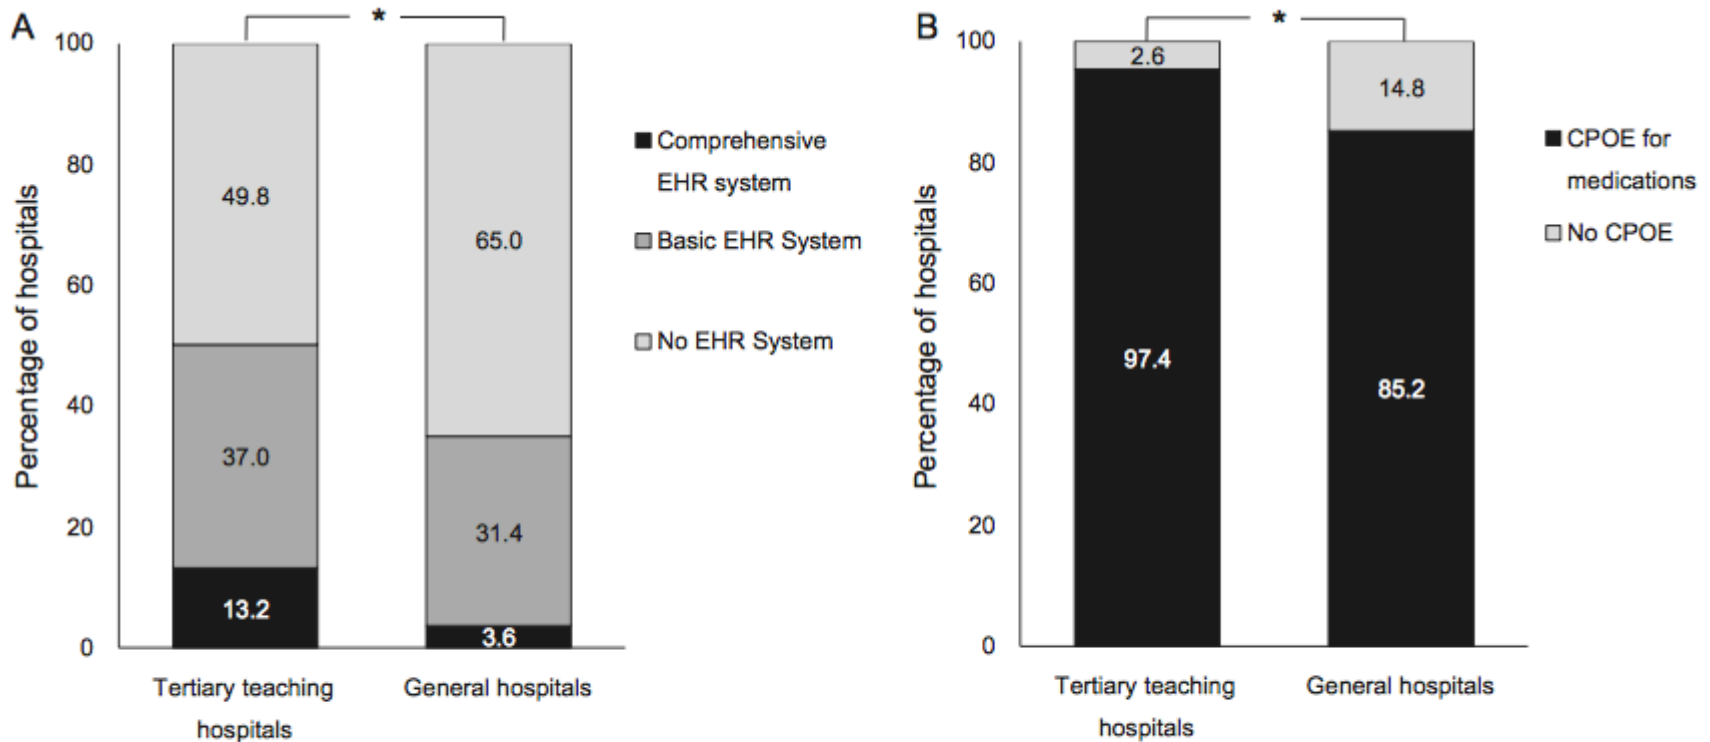 A
*
100
80
60
40
20
0
Percentage of hospitals
49.8
37.0
13.2
65.0
31.4
3.6
Tertiary teaching
hospitals
General hospitals
Comprehensive
EHR system
Basic EHR System
No EHR System
B
*
100
80
60
40
20
0
Percentage of hospitals
2.6
97.4
14.8
85.2
Tertiary teaching
hospitals
General hospitals
CPOE for
medications
No CPOE